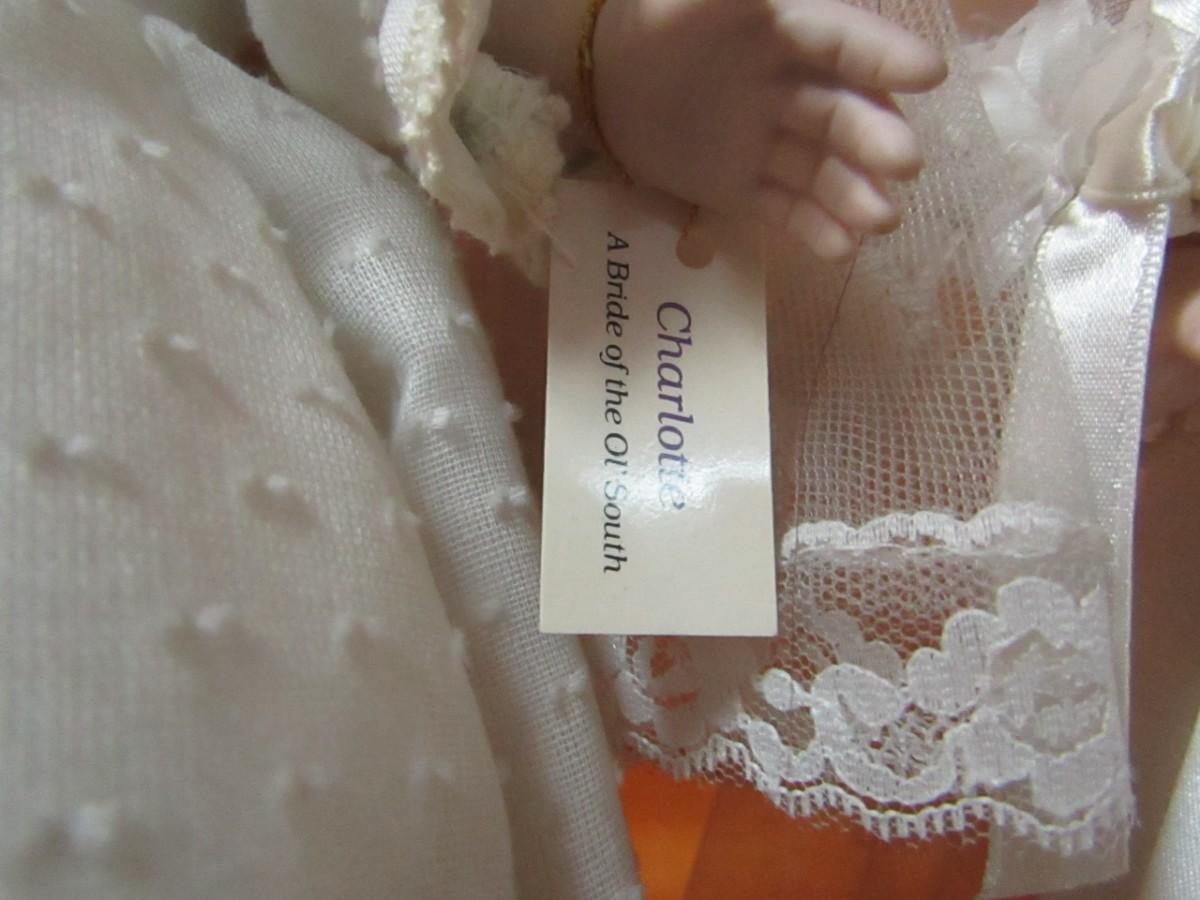 Charlotte
A Bride of the Ol' South